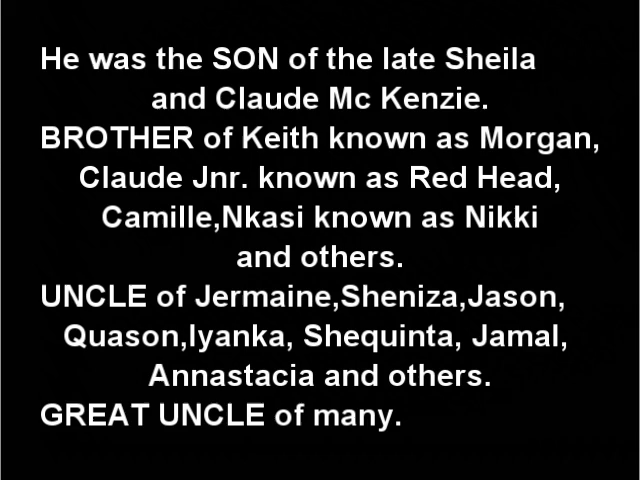 He was the SON of the late Sheila
and Claude Mc Kenzie.
BROTHER of Keith known as Morgan,
Claude Jnr. known as Red Head,
Camille,Nkasi known as Nikki
and others.
UNCLE of Jermaine,Sheniza,Jason,
Quason,Iyanka, Shequinta, Jamal,
Annastacia and others.
GREAT UNCLE of many.